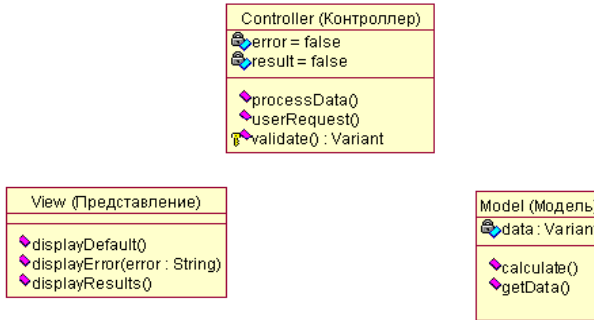 Controller (Контроллер)
error = false
result = false
processData()
userRequest()
validate() : Variant
View (Представление)
displayDefault()
displayError(error : String)
displayResults()
Model (Модель)
data : Variant
calculate()
getData()